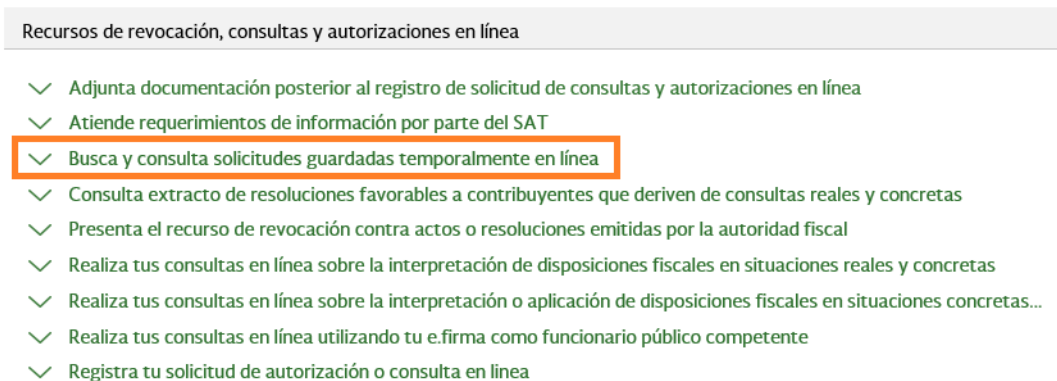 Recursos de revocación, consultas y autorizaciones en línea
Adjunta documentación posterior al registro de solicitud de consultas y autorizaciones en línea
Atiende requerimientos de información por parte del SAT
Busca y consulta solicitudes guardadas temporalmente en línea
Consulta extracto de resoluciones favorables a contribuyentes que deriven de consultas reales y concretas
Presenta el recurso de revocación contra actos o resoluciones emitidas por la autoridad fiscal
Realiza tus consultas en línea sobre la interpretación de disposiciones fiscales en situaciones reales y concretas
Realiza tus consultas en línea sobre la interpretación o aplicación de disposiciones fiscales en situaciones concretas...
Realiza tus consultas en línea utilizando tu e.firma como funcionario público competente
Registra tu solicitud de autorización o consulta en linea